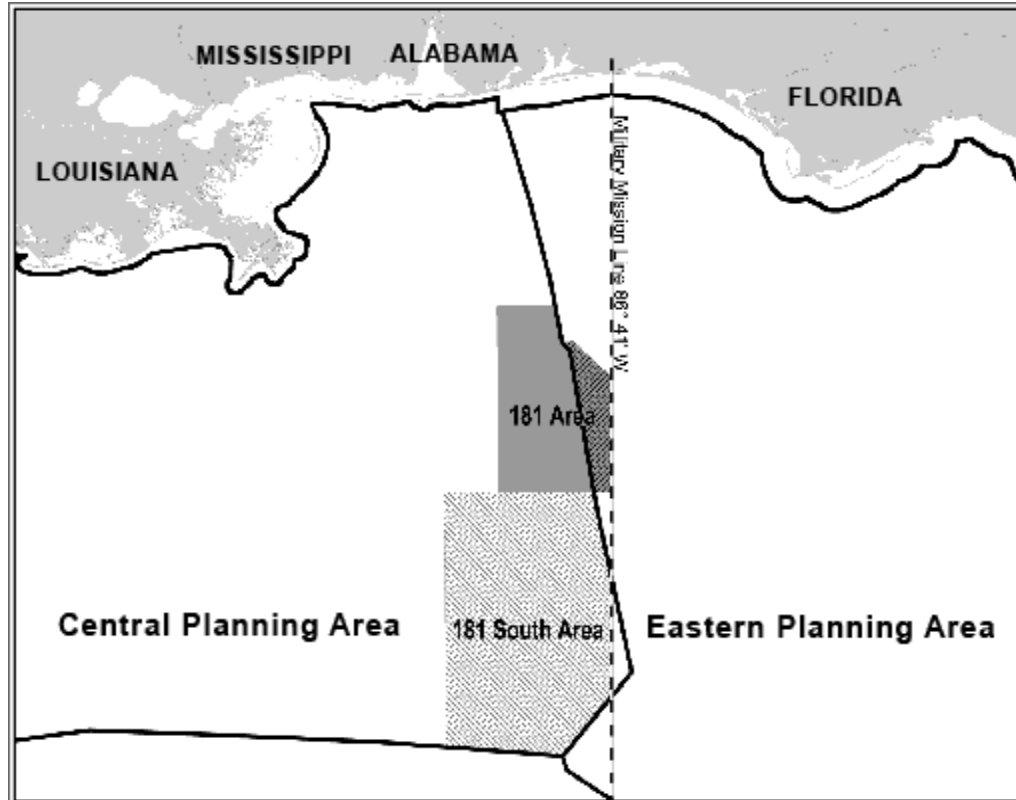 MISSISSIPPI
ALABAMA
FLORIDA
LOUISIANA
Military Mission Line 86° 41' W
181 Area
Central Planning Area
181 South Area
Eastern Planning Area